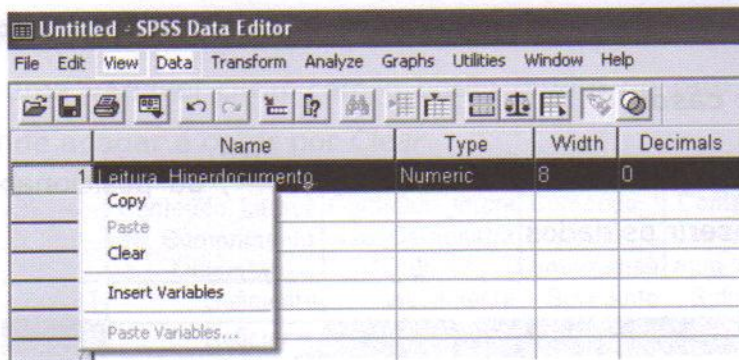 Untitled - SPSS Data Editor
File Edit View Data Transform Analyze Graphs Utilities Window Help
Name Type Width Decimals
1 Leitura_Hiperdocumento Numeric 8 0
Copy
Paste
Clear
Insert Variables
Paste Variables...